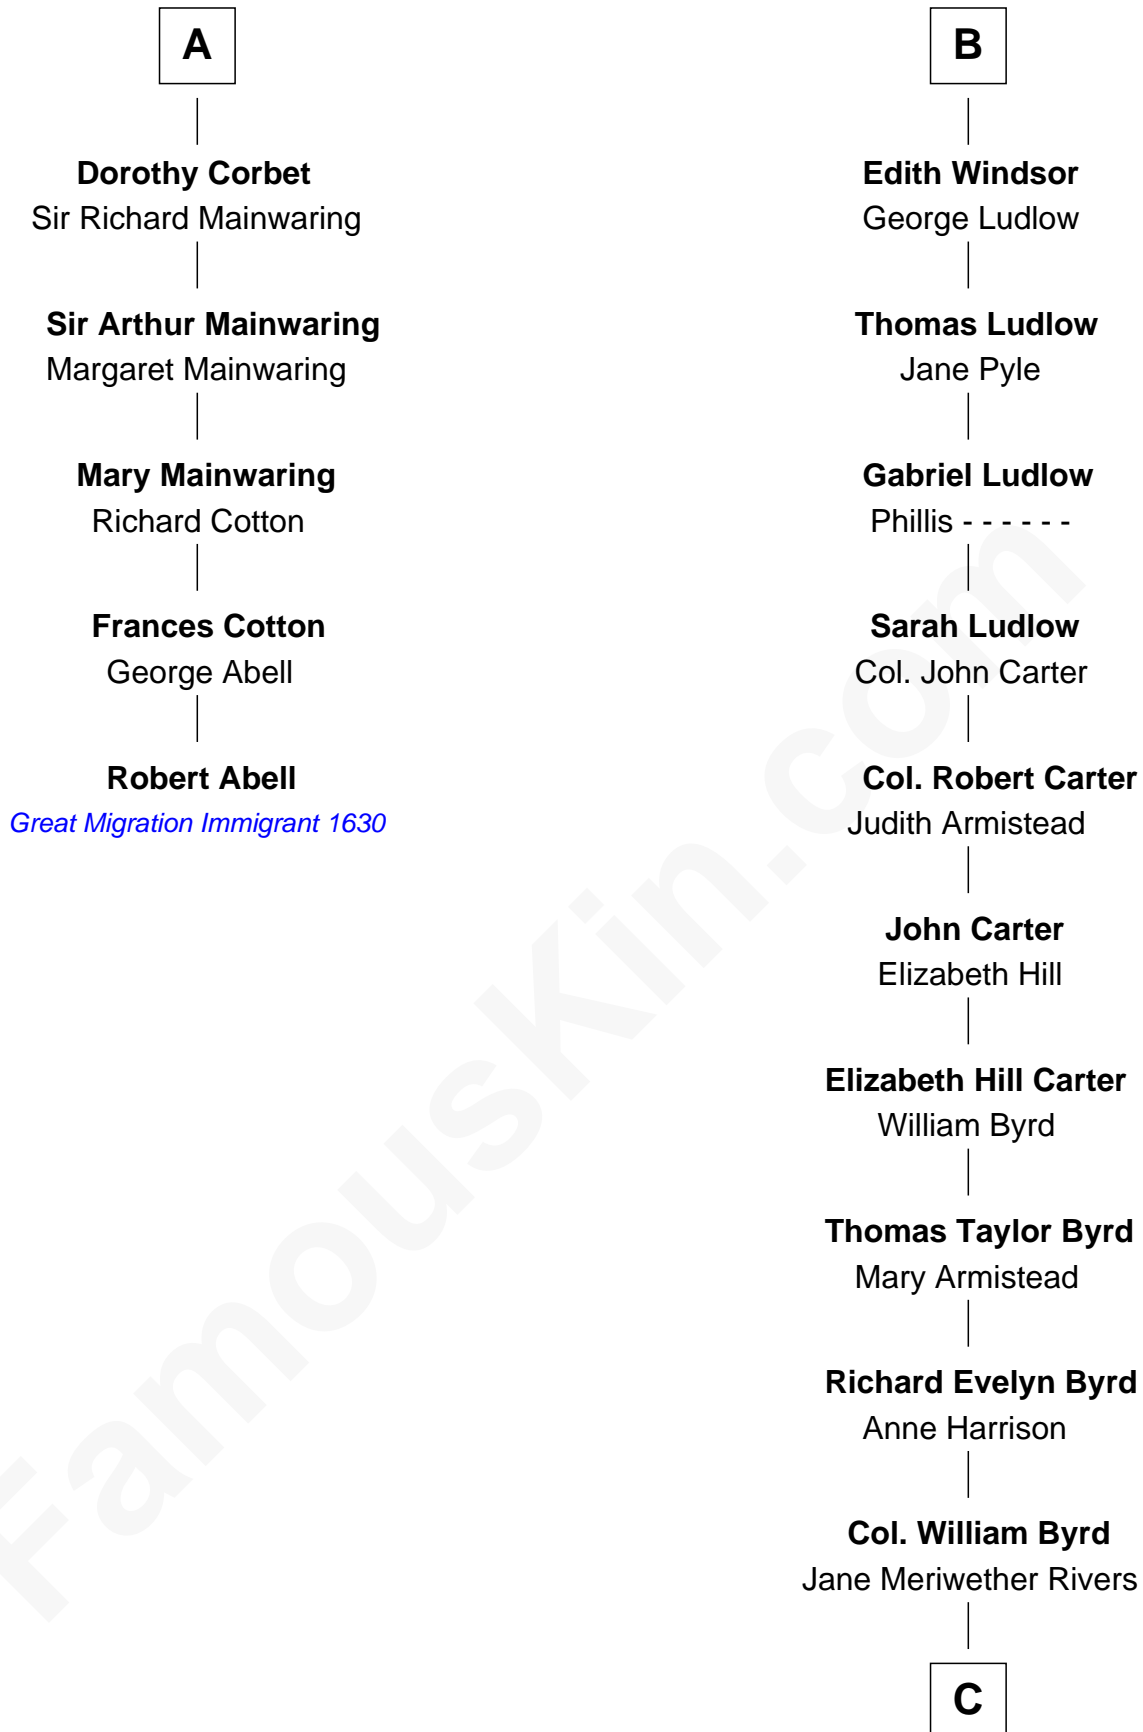 A
Dorothy Corbet
Sir Richard Mainwaring
Sir Arthur Mainwaring
Margaret Mainwaring
Mary Mainwaring
Richard Cotton
Frances Cotton
George Abell
Robert Abell
Great Migration Immigrant 1630
B
Edith Windsor
George Ludlow
Thomas Ludlow
Jane Pyle
Gabriel Ludlow
Phillis - - - - - -
Sarah Ludlow
Col. John Carter
Col. Robert Carter
Judith Armistead
John Carter
Elizabeth Hill
Elizabeth Hill Carter
William Byrd
Thomas Taylor Byrd
Mary Armistead
Richard Evelyn Byrd
Anne Harrison
Col. William Byrd
Jane Meriwether Rivers
C
FamousKin.com